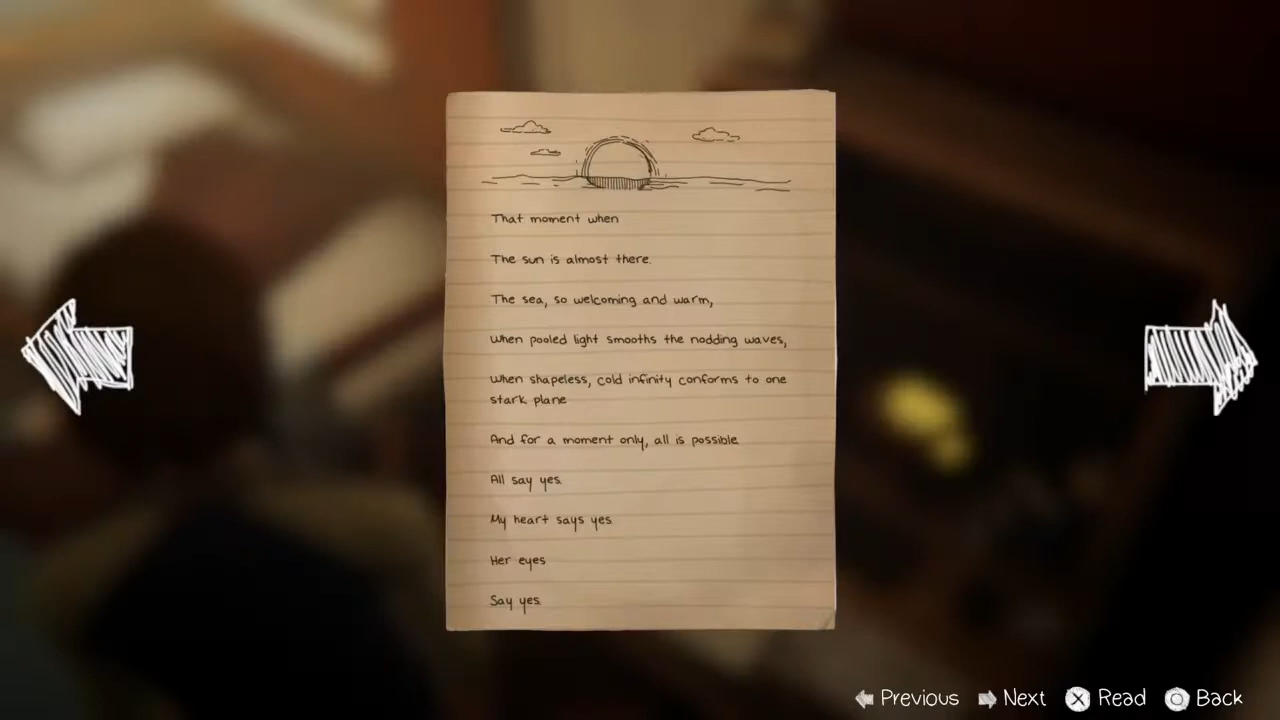 That moment when
The sun is almost there.
The sea, so welcoming and warm,
When pooled light smooths the nodding waves,
When shapeless, cold infinity conforms to one
stark plane
And for a moment only, all is possible.
All say yes.
My heart says yes.
Her eyes
Say yes.
Previous Next Read Back